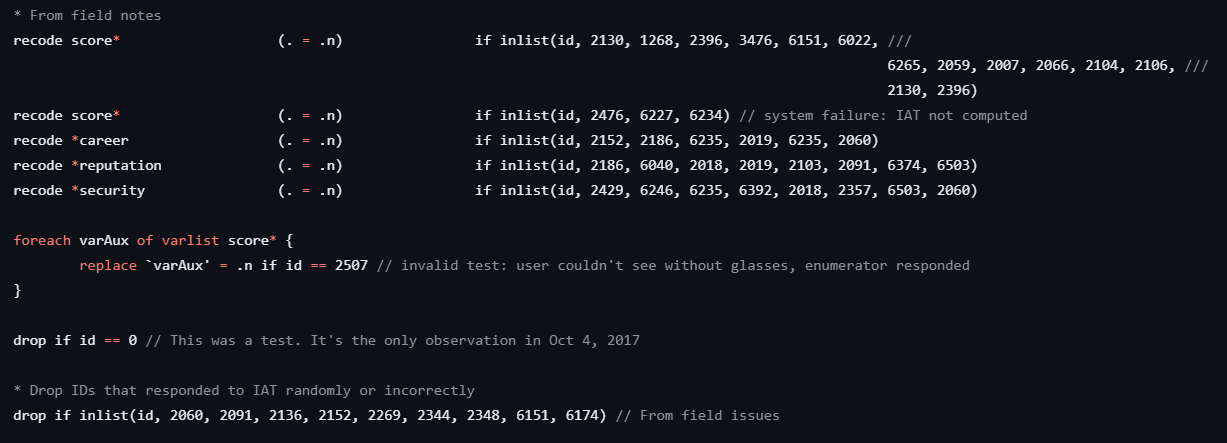 * From field notes
recode score* (. = .n) if inlist(id, 2130, 1268, 2396, 3476, 6151, 6022, ///
6265, 2059, 2007, 2066, 2104, 2106, ///
2130, 2396)
recode score* (. = .n) if inlist(id, 2476, 6227, 6234) // system failure: IAT not computed
recode *career (. = .n) if inlist(id, 2152, 2186, 6235, 2019, 6235, 2060)
recode *reputation (. = .n) if inlist(id, 2186, 6040, 2018, 2019, 2103, 2091, 6374, 6503)
recode *security (. = .n) if inlist(id, 2429, 6246, 6235, 6392, 2018, 2357, 6503, 2060)
foreach varAux of varlist score* {
replace `varAux' = .n if id == 2507 // invalid test: user couldn't see without glasses, enumerator responded
}
drop if id == 0 // This was a test. It's the only observation in Oct 4, 2017
* Drop IDs that responded to IAT randomly or incorrectly
drop if inlist(id, 2060, 2091, 2136, 2152, 2269, 2344, 2348, 6151, 6174) // From field issues